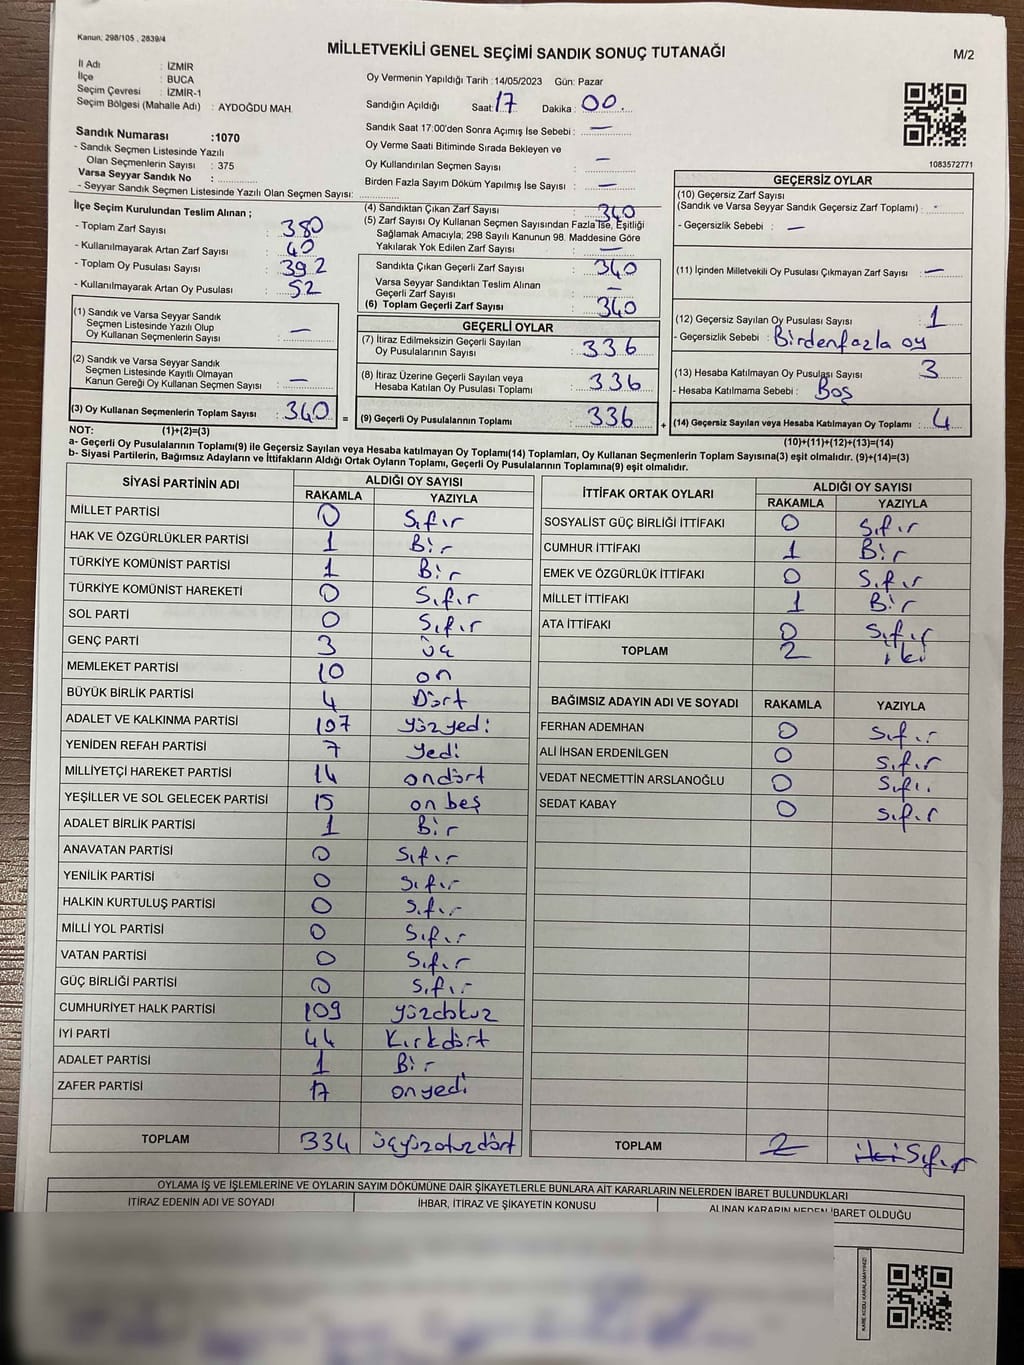 Kanun: 298/105 , 2839/4
MİLLETVEKİLİ GENEL SEÇİMİ SANDIK SONUÇ TUTANAĞI
M/2
İl Adı : İZMİR
İlçe : BUCA
Seçim Çevresi : İZMİR-1
Seçim Bölgesi (Mahalle Adı) : AYDOĞDU MAH.
Sandık Numarası :1070
- Sandık Seçmen Listesinde Yazılı
Olan Seçmenlerin Sayısı : 375
Varsa Seyyar Sandık No :
- Seyyar Sandık Seçmen Listesinde Yazılı Olan Seçmen Sayısı:
Oy Vermenin Yapıldığı Tarih :14/05/2023 Gün: Pazar
Sandığın Açıldığı Saat: 17 Dakika : 00.
Sandık Saat 17:00'den Sonra Açımış İse Sebebi : —
Oy Verme Saati Bitiminde Sırada Bekleyen ve
Oy Kullandırılan Seçmen Sayısı : —
Birden Fazla Sayım Döküm Yapılmış İse Sayısı : —
1083572771
İlçe Seçim Kurulundan Teslim Alınan ;
- Toplam Zarf Sayısı : 380
- Kullanılmayarak Artan Zarf Sayısı : 40
- Toplam Oy Pusulası Sayısı : 392
- Kullanılmayarak Artan Oy Pusulası : 52
(1) Sandık ve Varsa Seyyar Sandık
Seçmen Listesinde Yazılı Olup
Oy Kullanan Seçmenlerin Sayısı : —
(2) Sandık ve Varsa Seyyar Sandık
Seçmen Listesinde Kayıtlı Olmayan
Kanun Gereği Oy Kullanan Seçmen Sayısı : —
(3) Oy Kullanan Seçmenlerin Toplam Sayısı : 340 =
(4) Sandıktan Çıkan Zarf Sayısı : 340
(5) Zarf Sayısı Oy Kullanan Seçmen Sayısından Fazla İse, Eşitliği
Sağlamak Amacıyla; 298 Sayılı Kanunun 98. Maddesine Göre
Yakılarak Yok Edilen Zarf Sayısı : —
Sandıkta Çıkan Geçerli Zarf Sayısı : 340
Varsa Seyyar Sandıktan Teslim Alınan
Geçerli Zarf Sayısı : —
(6) Toplam Geçerli Zarf Sayısı : 340
GEÇERLİ OYLAR
(7) İtiraz Edilmeksizin Geçerli Sayılan
Oy Pusulalarının Sayısı : 336
(8) İtiraz Üzerine Geçerli Sayılan veya
Hesaba Katılan Oy Pusulası Toplamı : 336
(9) Geçerli Oy Pusulalarının Toplamı : 336 +
GEÇERSİZ OYLAR
(10) Geçersiz Zarf Sayısı
(Sandık ve Varsa Seyyar Sandık Geçersiz Zarf Toplamı) : -
- Geçersizlik Sebebi : —
(11) İçinden Milletvekili Oy Pusulası Çıkmayan Zarf Sayısı : —
(12) Geçersiz Sayılan Oy Pusulası Sayısı : 1
- Geçersizlik Sebebi : Birdenfazla oy
(13) Hesaba Katılmayan Oy Pusulası Sayısı : 3
- Hesaba Katılmama Sebebi : Boş
(14) Geçersiz Sayılan veya Hesaba Katılmayan Oy Toplamı : 4
NOT: (1)+(2)=(3)
(10)+(11)+(12)+(13)=(14)
a- Geçerli Oy Pusulalarının Toplamı(9) ile Geçersiz Sayılan veya Hesaba katılmayan Oy Toplamı(14) Toplamları, Oy Kullanan Seçmenlerin Toplam Sayısına(3) eşit olmalıdır. (9)+(14)=(3)
b- Siyasi Partilerin, Bağımsız Adayların ve İttifakların Aldığı Ortak Oyların Toplamı, Geçerli Oy Pusulalarının Toplamına(9) eşit olmalıdır.
SİYASİ PARTİNİN ADI ALDIĞI OY SAYISI
RAKAMLA YAZIYLA
MİLLET PARTİSİ 0 Sıfır
HAK VE ÖZGÜRLÜKLER PARTİSİ 1 Bir
TÜRKİYE KOMÜNİST PARTİSİ 1 Bir
TÜRKİYE KOMÜNİST HAREKETİ 0 Sıfır
SOL PARTİ 0 Sıfır
GENÇ PARTİ 3 üç
MEMLEKET PARTİSİ 10 on
BÜYÜK BİRLİK PARTİSİ 4 Dört
ADALET VE KALKINMA PARTİSİ 107 yüzyedi
YENİDEN REFAH PARTİSİ 7 yedi
MİLLİYETÇİ HAREKET PARTİSİ 14 ondört
YEŞİLLER VE SOL GELECEK PARTİSİ 15 on beş
ADALET BİRLİK PARTİSİ 1 Bir
ANAVATAN PARTİSİ 0 Sıfır
YENİLİK PARTİSİ 0 Sıfır
HALKIN KURTULUŞ PARTİSİ 0 Sıfır
MİLLİ YOL PARTİSİ 0 Sıfır
VATAN PARTİSİ 0 Sıfır
GÜÇ BİRLİĞİ PARTİSİ 0 Sıfır
CUMHURİYET HALK PARTİSİ 109 yüzdokuz
İYİ PARTİ 44 Kırkdört
ADALET PARTİSİ 1 Bir
ZAFER PARTİSİ 17 onyedi
TOPLAM 334 üçyüzotuzdört
İTTİFAK ORTAK OYLARI ALDIĞI OY SAYISI
RAKAMLA YAZIYLA
SOSYALİST GÜÇ BİRLİĞİ İTTİFAKI 0 Sıfır
CUMHUR İTTİFAKI 1 Bir
EMEK VE ÖZGÜRLÜK İTTİFAKI 0 Sıfır
MİLLET İTTİFAKI 1 Bir
ATA İTTİFAKI 0 Sıfır
TOPLAM 2 iki
BAĞIMSIZ ADAYIN ADI VE SOYADI RAKAMLA YAZIYLA
FERHAN ADEMHAN 0 Sıfır
ALİ İHSAN ERDENİLGEN 0 Sıfır
VEDAT NECMETTİN ARSLANOĞLU 0 Sıfır
SEDAT KABAY 0 Sıfır
TOPLAM 2 iki Sıfır
OYLAMA İŞ VE İŞLEMLERİNE VE OYLARIN SAYIM DÖKÜMÜNE DAİR ŞİKAYETLERLE BUNLARA AİT KARARLARIN NELERDEN İBARET BULUNDUKLARI
İTİRAZ EDENİN ADI VE SOYADI İHBAR, İTİRAZ VE ŞİKAYETİN KONUSU ALINAN KARARIN NEDEN İBARET OLDUĞU
KARE KODU KARALAMAYINIZ!